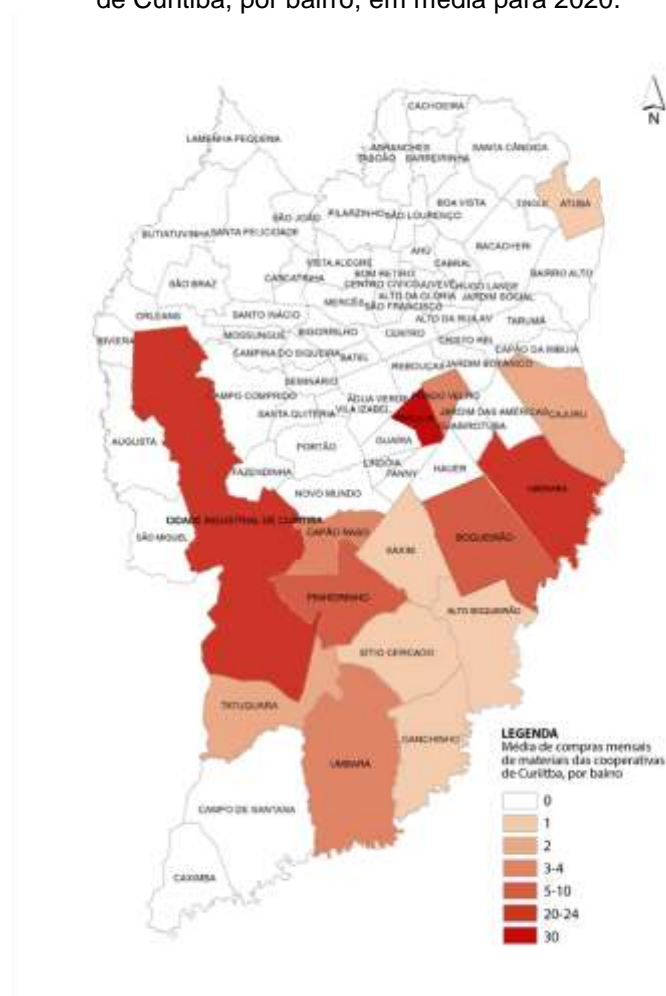 de Curitiba, por bairro, em média para 2020.
N
CACHOEIRA
LAMENHA PEQUENA
ABRANCHES
TABOÃO
BARREIRINHA
SANTA CÂNDIDA
BOA VISTA
TINGUI
ATUBA
SÃO JOÃO
PILARZINHO
SÃO LOURENÇO
BUTIATUVINHA
SANTA FELICIDADE
AHÚ
BACACHERI
VISTA ALEGRE
CABRAL
BOM RETIRO
BAIRRO ALTO
SÃO BRAZ
CASCATINHA
CENTRO CÍVICO
JUVEVÊ
HUGO LANGE
MERCÊS
ALTO DA GLÓRIA
JARDIM SOCIAL
SÃO FRANCISCO
ORLEANS
SANTO INÁCIO
ALTO DA RUA XV
TARUMÃ
RIVIERA
MOSSUNGUÊ
BIGORRILHO
CENTRO
CRISTO REI
CAMPINA DO SIQUEIRA
BATEL
CAPÃO DA IMBUIA
REBOUÇAS
JARDIM BOTÂNICO
SEMINÁRIO
CAMPO COMPRIDO
ÁGUA VERDE
PRADO VELHO
SANTA QUITÉRIA
VILA IZABEL
JARDIM DAS AMÉRICAS
CAJURU
GUABIROTUBA
AUGUSTA
PORTÃO
GUAÍRA
LINDÓIA
FANNY
HAUER
FAZENDINHA
UBERABA
NOVO MUNDO
CIDADE INDUSTRIAL DE CURITIBA
SÃO MIGUEL
CAPÃO RASO
BOQUEIRÃO
XAXIM
PINHEIRINHO
ALTO BOQUEIRÃO
SÍTIO CERCADO
TATUQUARA
GANCHINHO
UMBARÁ
CAMPO DE SANTANA
CAXIMBA
LEGENDA
Média de compras mensais
de materiais das cooperativas
de Curiitba, por bairro
0
1
2
3-4
5-10
20-24
30